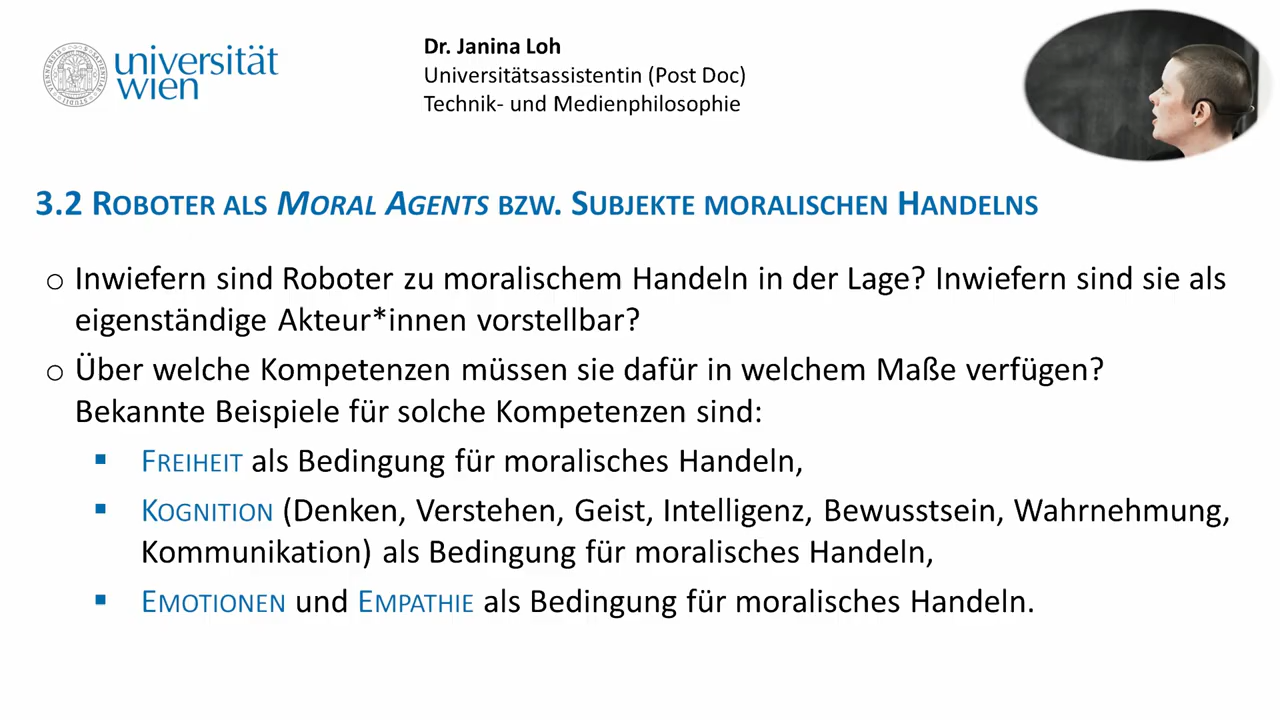 universität
wien
Dr. Janina Loh
Universitätsassistentin (Post Doc)
Technik- und Medienphilosophie
3.2 Roboter als Moral Agents bzw. Subjekte moralischen Handelns
o Inwiefern sind Roboter zu moralischem Handeln in der Lage? Inwiefern sind sie als
eigenständige Akteur*innen vorstellbar?
o Über welche Kompetenzen müssen sie dafür in welchem Maße verfügen?
Bekannte Beispiele für solche Kompetenzen sind:
▪ Freiheit als Bedingung für moralisches Handeln,
▪ Kognition (Denken, Verstehen, Geist, Intelligenz, Bewusstsein, Wahrnehmung,
Kommunikation) als Bedingung für moralisches Handeln,
▪ Emotionen und Empathie als Bedingung für moralisches Handeln.